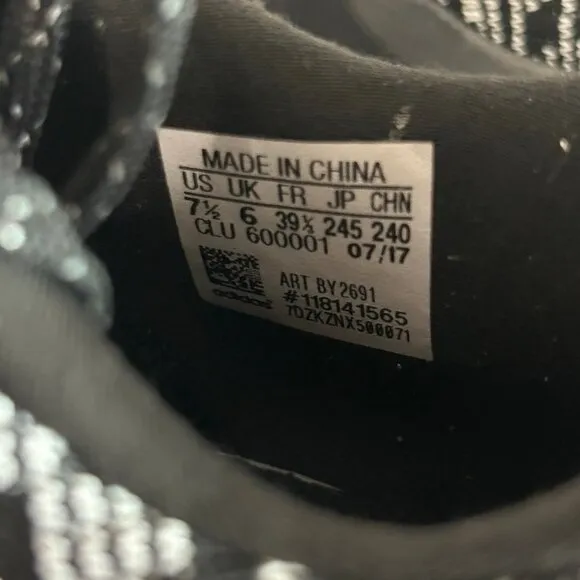 MADE IN CHINA
US UK FR JP CHN
7½ 6 39⅓ 245 240
CLU 600001 07/17
ART BY2691
#118141565
7DZKZNX500071
adidas